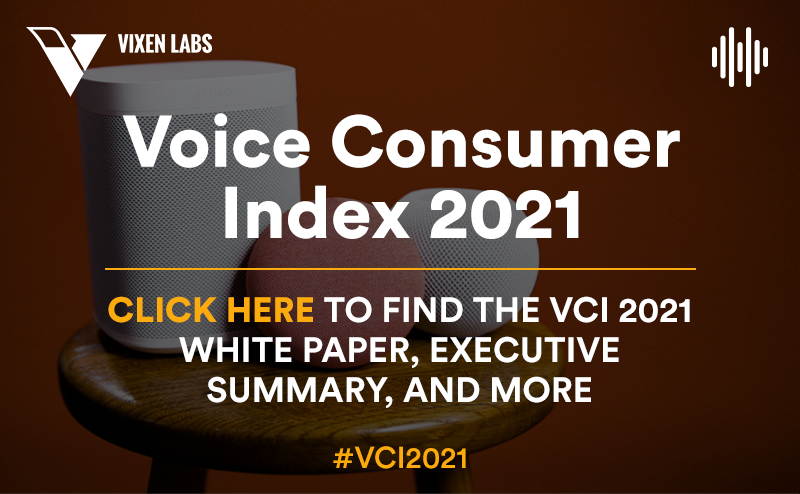 VIXEN LABS
Voice Consumer
Index 2021
CLICK HERE TO FIND THE VCI 2021
WHITE PAPER, EXECUTIVE
SUMMARY, AND MORE
#VCI2021